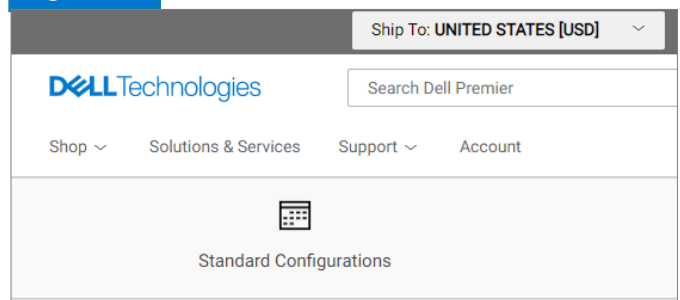 Ship To: UNITED STATES [USD]
DELLTechnologies
Search Dell Premier
Shop
Solutions & Services
Support
Account
Standard Configurations